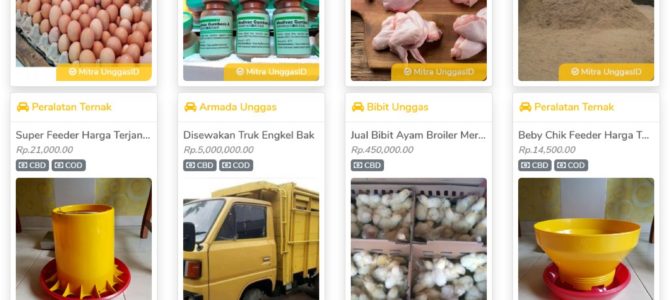 Mitra UnggasID
Mitra UnggasID
Mitra UnggasID
Mitra UnggasID
Peralatan Ternak
Armada Unggas
Bibit Unggas
Peralatan Ternak
Super Feeder Harga Terjan...
Disewakan Truk Engkel Bak
Jual Bibit Ayam Broiler Mer...
Beby Chik Feeder Harga T...
Rp.21,000.00
Rp.5,000,000.00
Rp.450,000.00
Rp.14,500.00
CBD COD
CBD COD
CBD
CBD COD